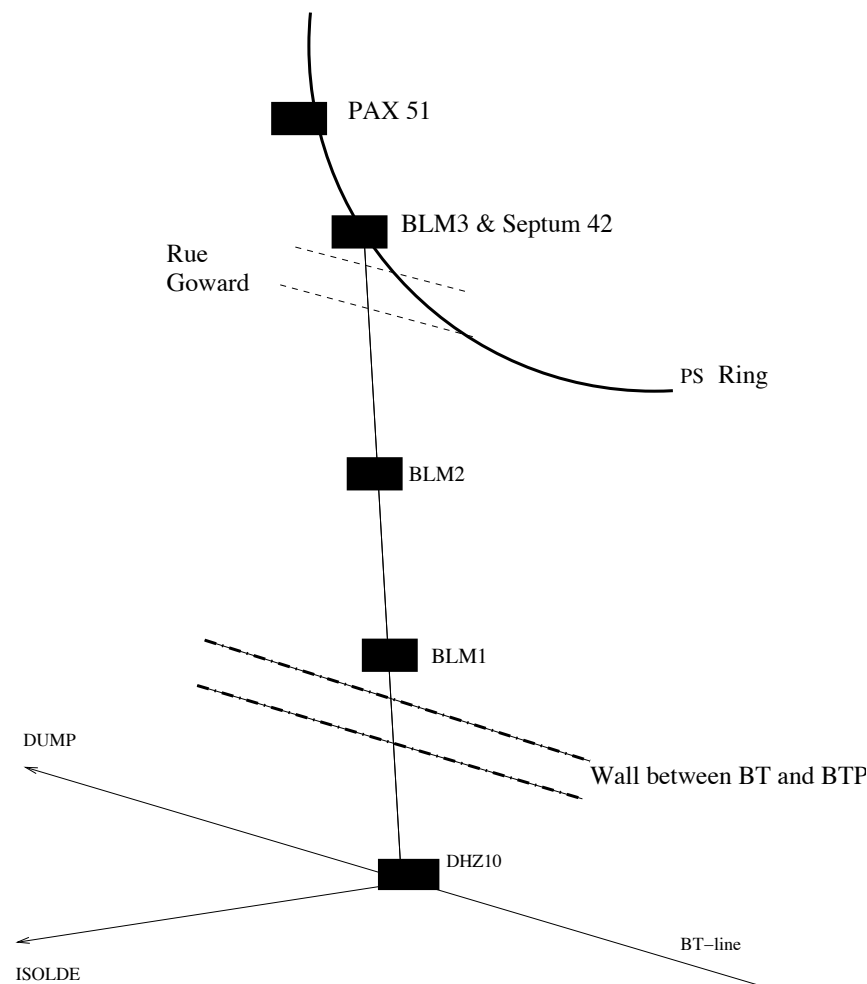 PAX 51
BLM3 & Septum 42
Rue
Goward
PS Ring
BLM2
BLM1
DUMP
Wall between BT and BTP
DHZ10
BT−line
ISOLDE